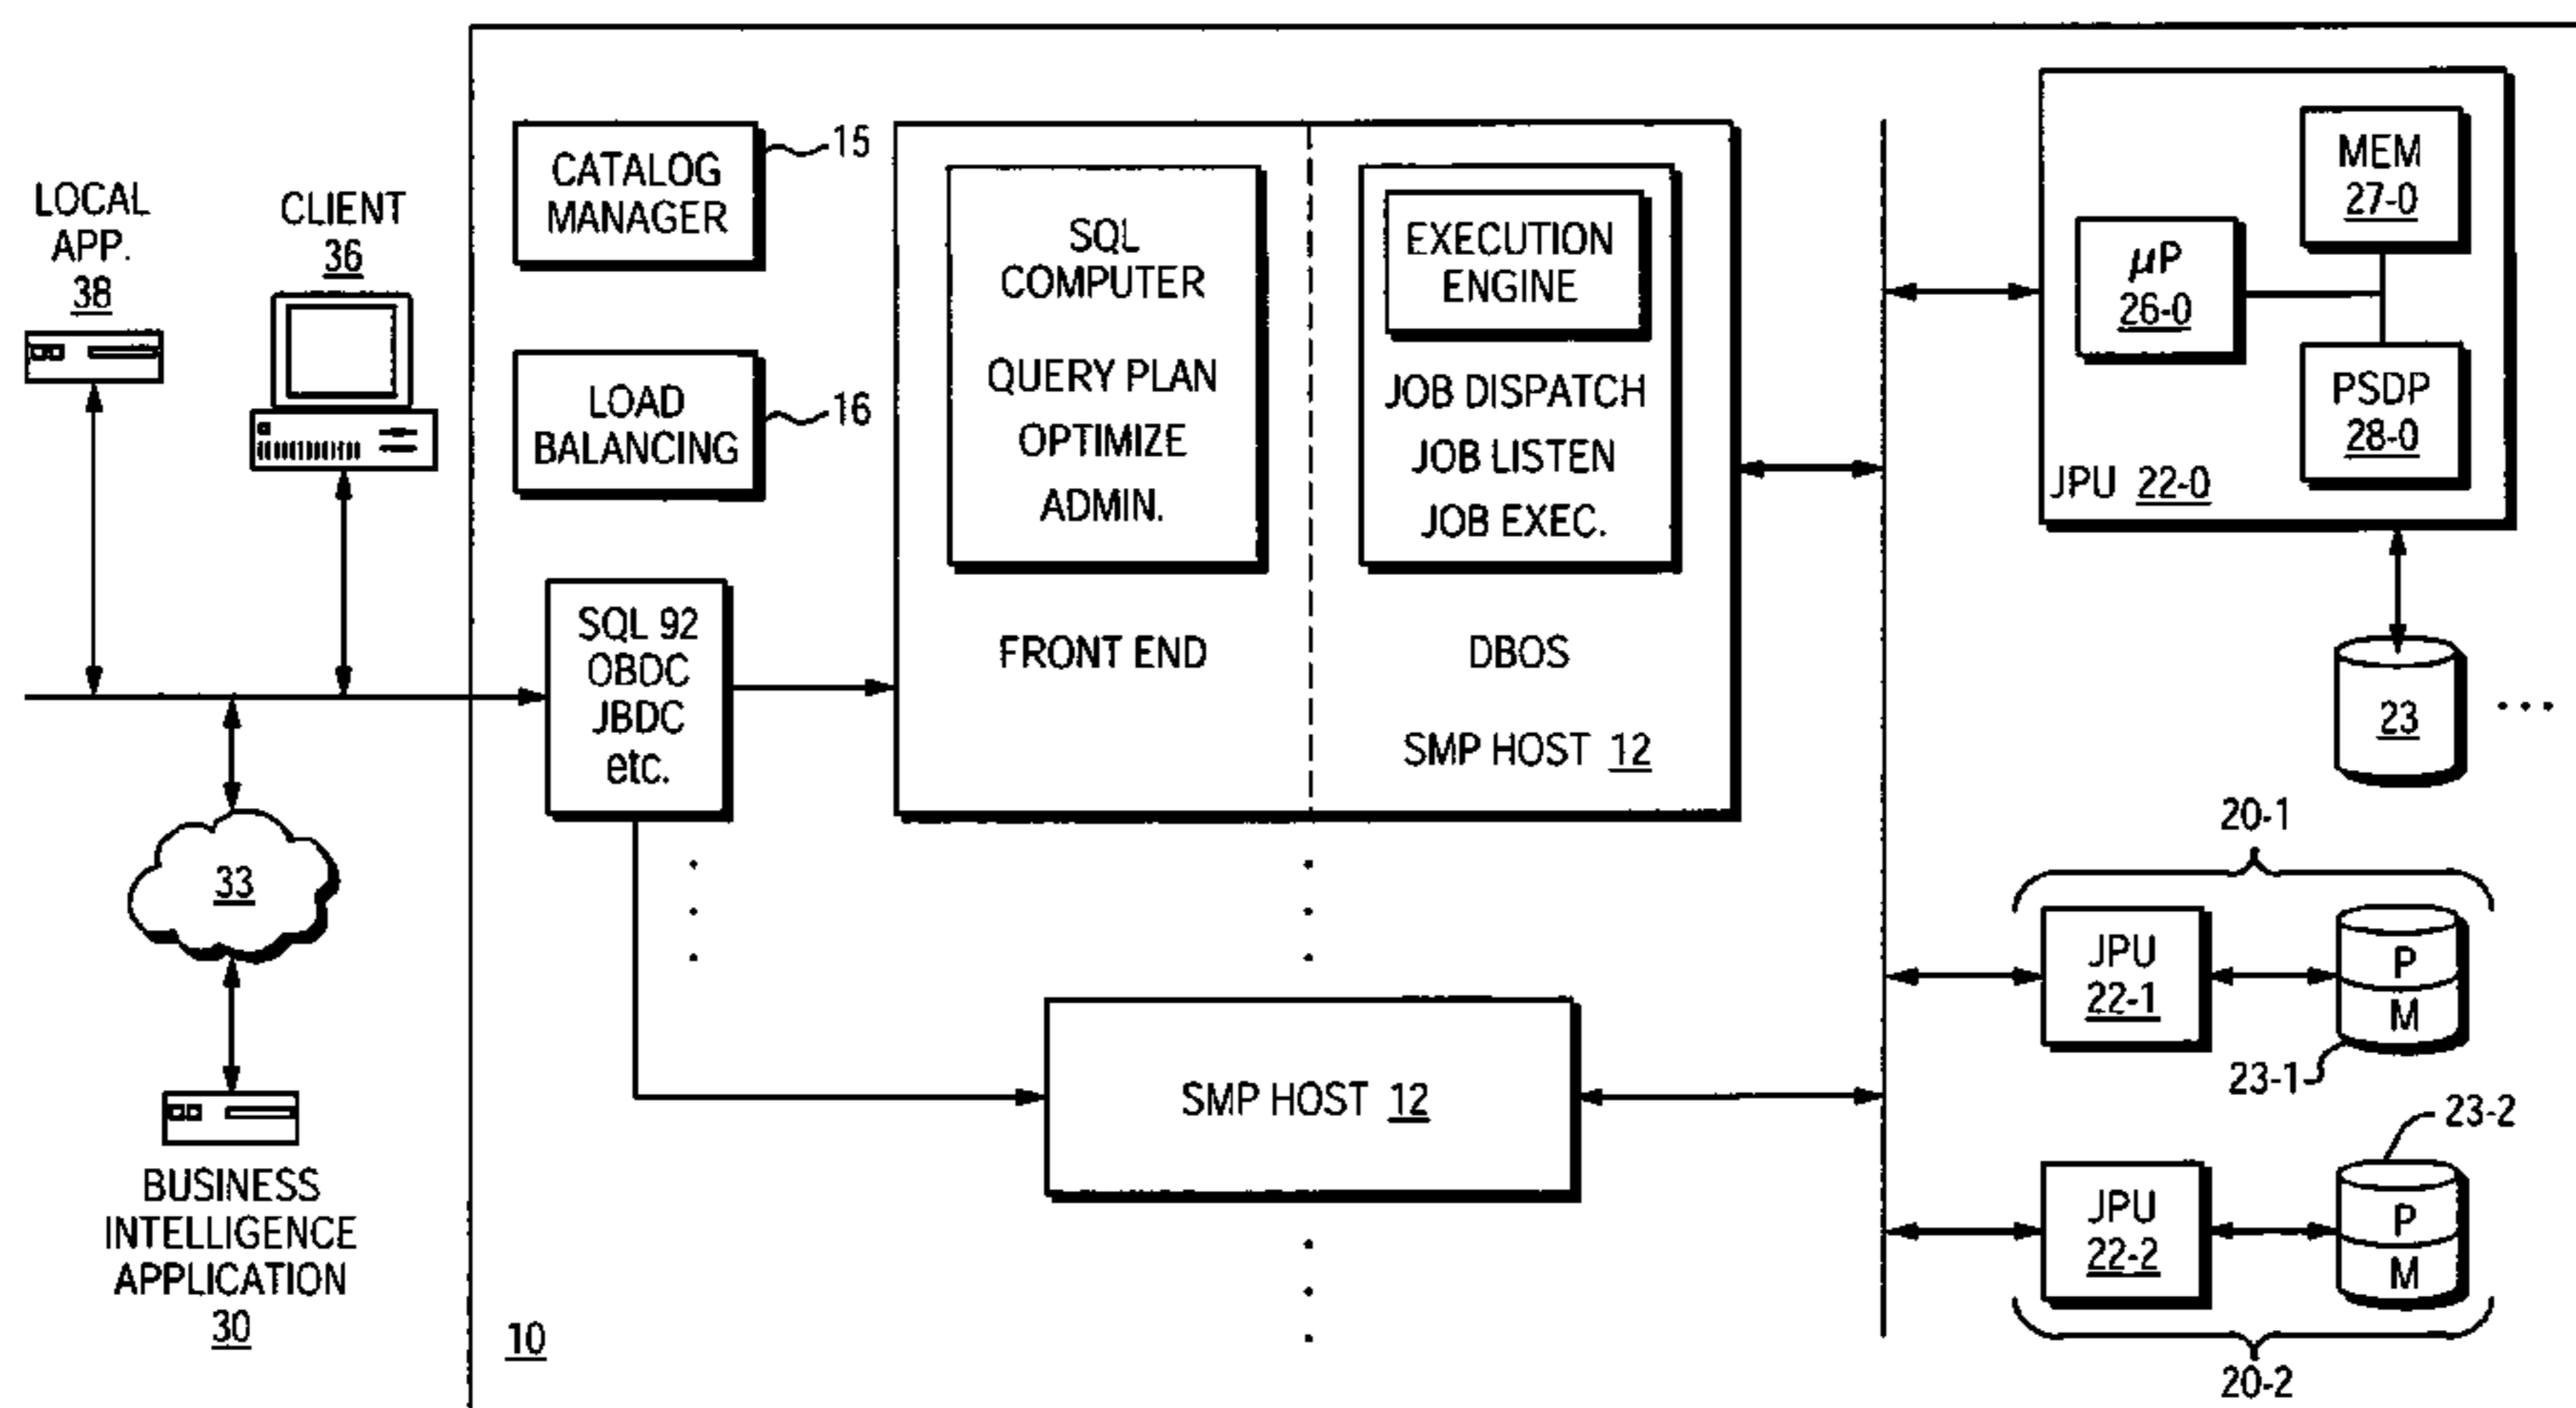 LOCAL
APP.
38
CLIENT
36
CATALOG
MANAGER
15
LOAD
BALANCING
16
SQL 92
OBDC
JBDC
etc.
SQL
COMPUTER
QUERY PLAN
OPTIMIZE
ADMIN.
FRONT END
EXECUTION
ENGINE
JOB DISPATCH
JOB LISTEN
JOB EXEC.
DBOS
SMP HOST 12
MEM
27-0
μP
26-0
PSDP
28-0
JPU 22-0
23
...
33
BUSINESS
INTELLIGENCE
APPLICATION
30
10
SMP HOST 12
20-1
JPU
22-1
P
M
23-1
23-2
JPU
22-2
P
M
20-2